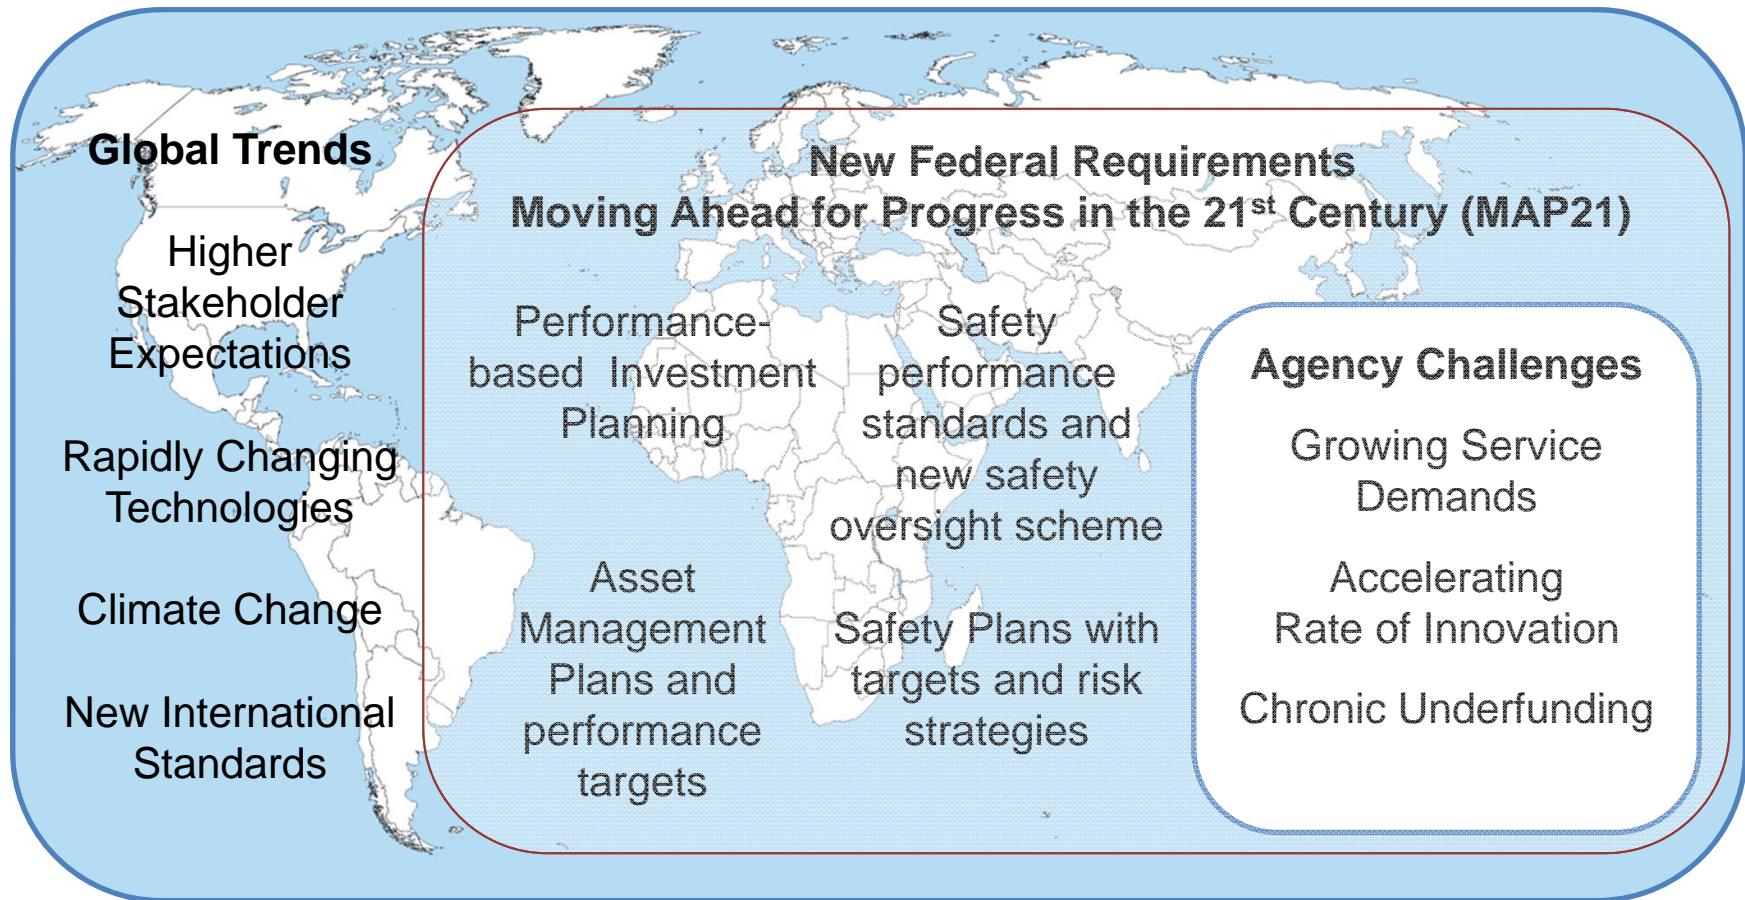 Global Trends
Higher
Stakeholder
Expectations
Rapidly Changing
Technologies
Climate Change
New International
Standards
New Federal Requirements
Moving Ahead for Progress in the 21st Century (MAP21)
Performance-
based Investment
Planning
Asset
Management
Plans and
performance
targets
Safety
performance
standards and
new safety
oversight scheme
Safety Plans with
targets and risk
strategies
Agency Challenges
Growing Service
Demands
Accelerating
Rate of Innovation
Chronic Underfunding